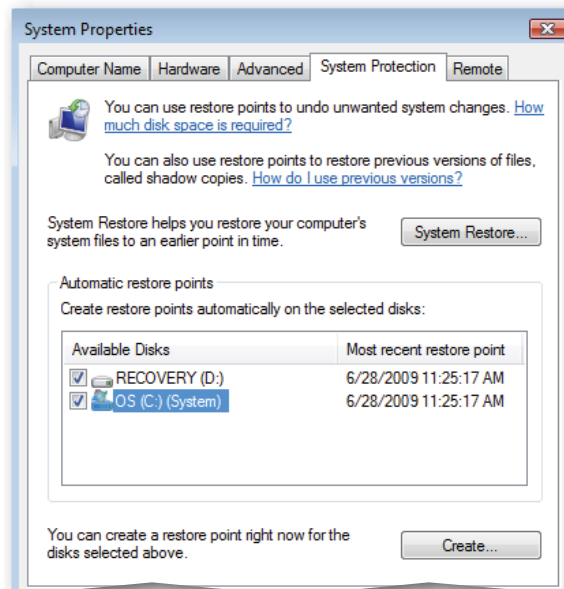 System Properties
Computer Name Hardware Advanced System Protection Remote
You can use restore points to undo unwanted system changes. How
much disk space is required?
You can also use restore points to restore previous versions of files,
called shadow copies. How do I use previous versions?
System Restore helps you restore your computer's
system files to an earlier point in time.
System Restore...
Automatic restore points
Create restore points automatically on the selected disks:
Available Disks Most recent restore point
RECOVERY (D:) 6/28/2009 11:25:17 AM
OS (C:) (System) 6/28/2009 11:25:17 AM
You can create a restore point right now for the
disks selected above.
Create...